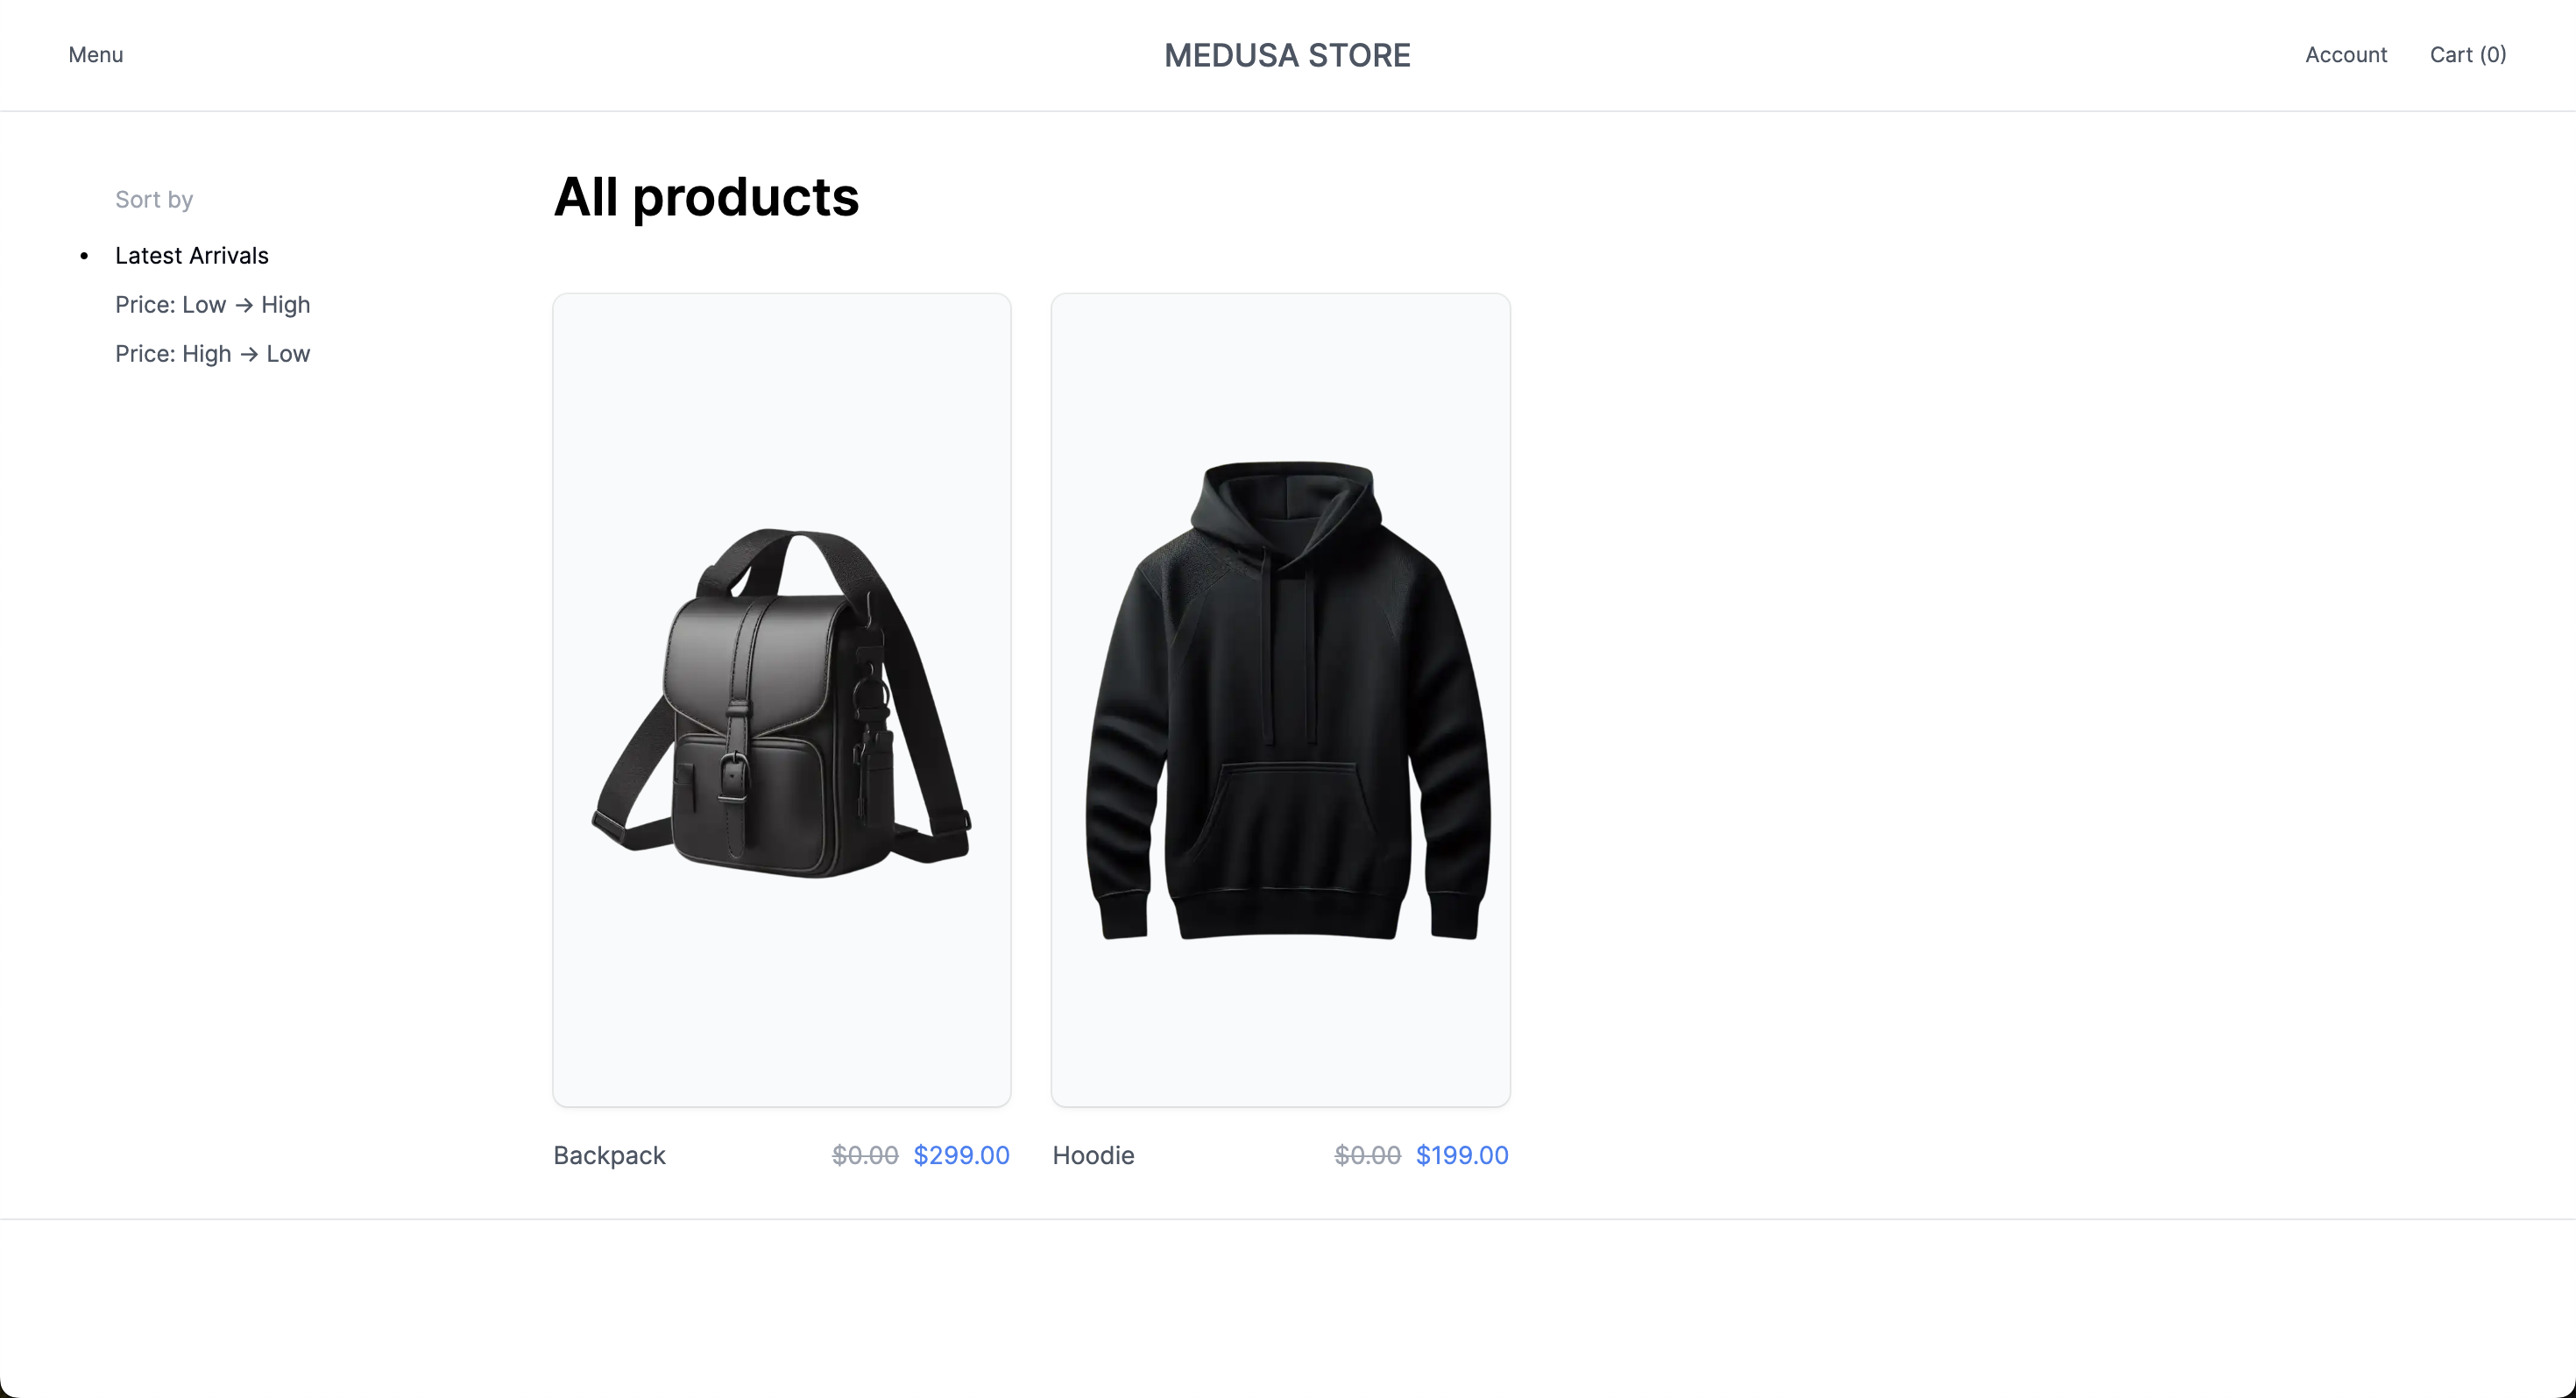 Menu
MEDUSA STORE
Account
Cart (0)
Sort by
Latest Arrivals
Price: Low → High
Price: High → Low
All products
Backpack
$0.00 $299.00
Hoodie
$0.00 $199.00